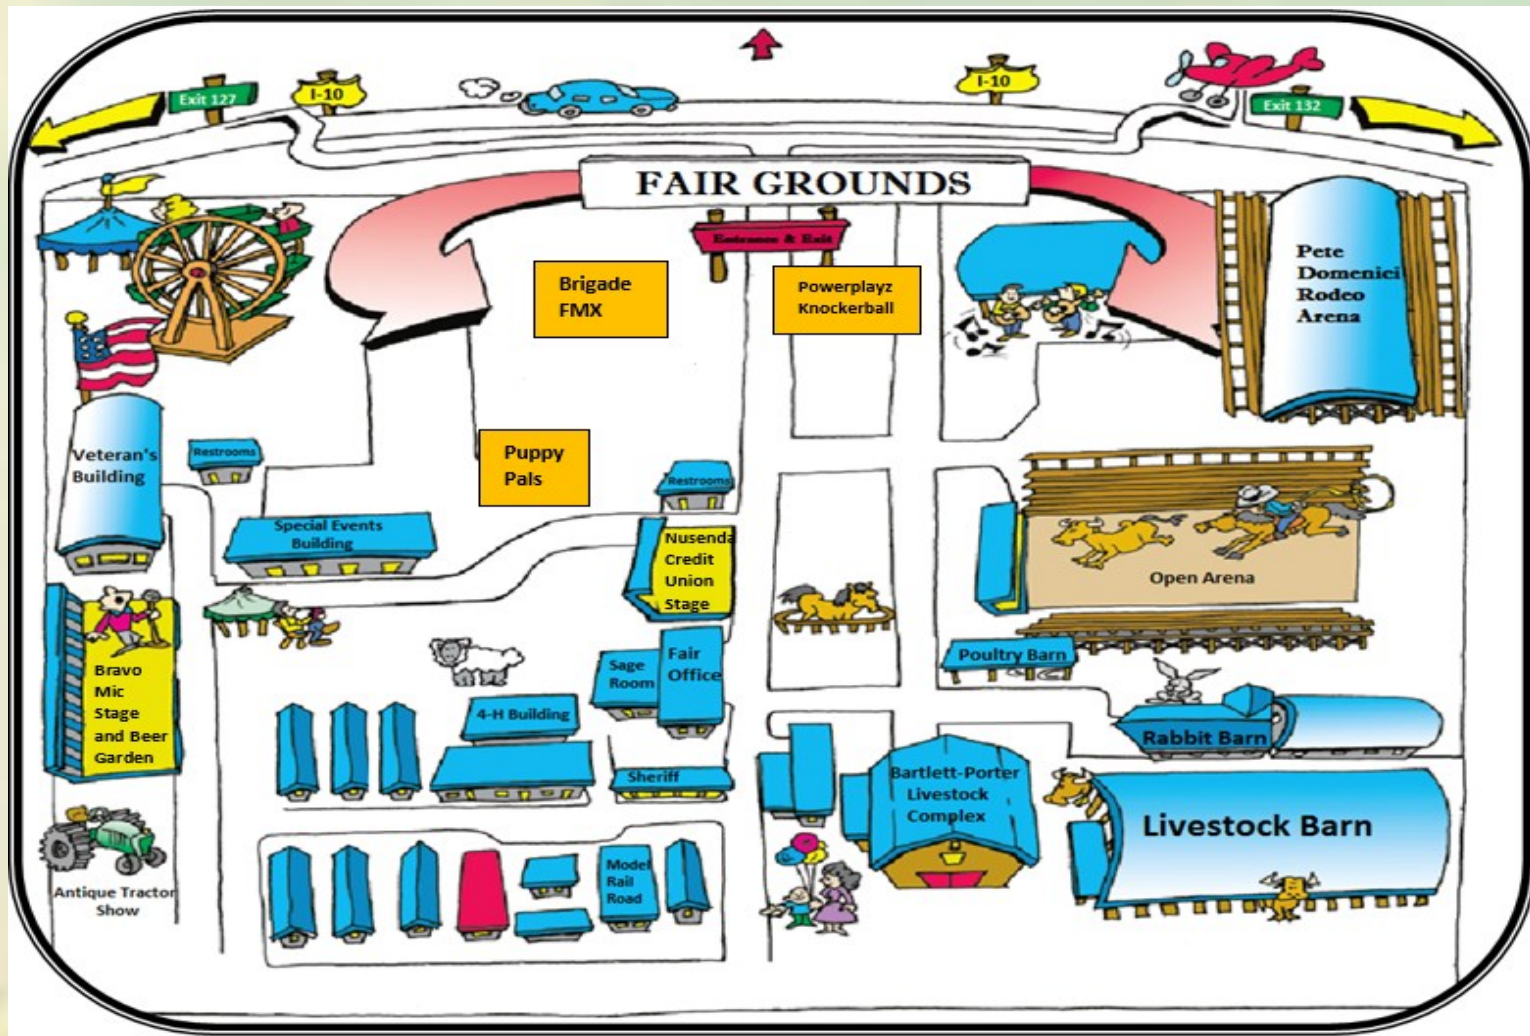 Exit 127
I-10
I-10
Exit 132
FAIR GROUNDS
Entrance & Exit
Brigade
FMX
Powerplayz
Knockerball
Pete
Domenici
Rodeo
Arena
Veteran's
Building
Restrooms
Puppy
Pals
Restrooms
Special Events
Building
Nusenda
Credit
Union
Stage
Open Arena
Bravo
Mic
Stage
and Beer
Garden
Sage
Room
Fair
Office
Poultry Barn
4-H Building
Rabbit Barn
Sheriff
Bartlett-Porter
Livestock
Complex
Livestock Barn
Antique Tractor
Show
Model
Rail
Road